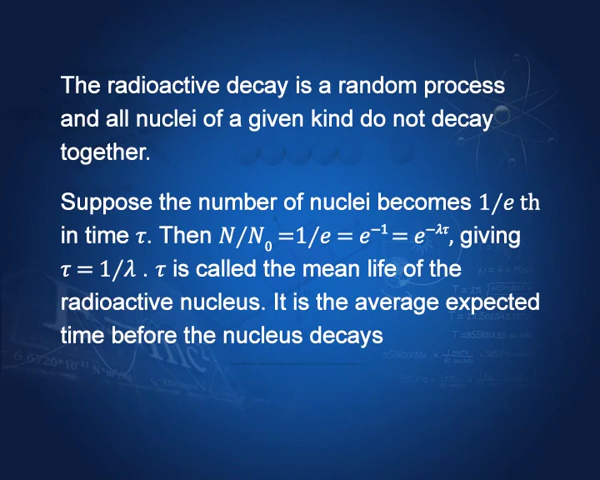 The radioactive decay is a random process
and all nuclei of a given kind do not decay
together.
Suppose the number of nuclei becomes 1/e th
in time τ. Then N/N₀ =1/e = e⁻¹ = e^{−λτ}, giving
τ = 1/λ . τ is called the mean life of the
radioactive nucleus. It is the average expected
time before the nucleus decays